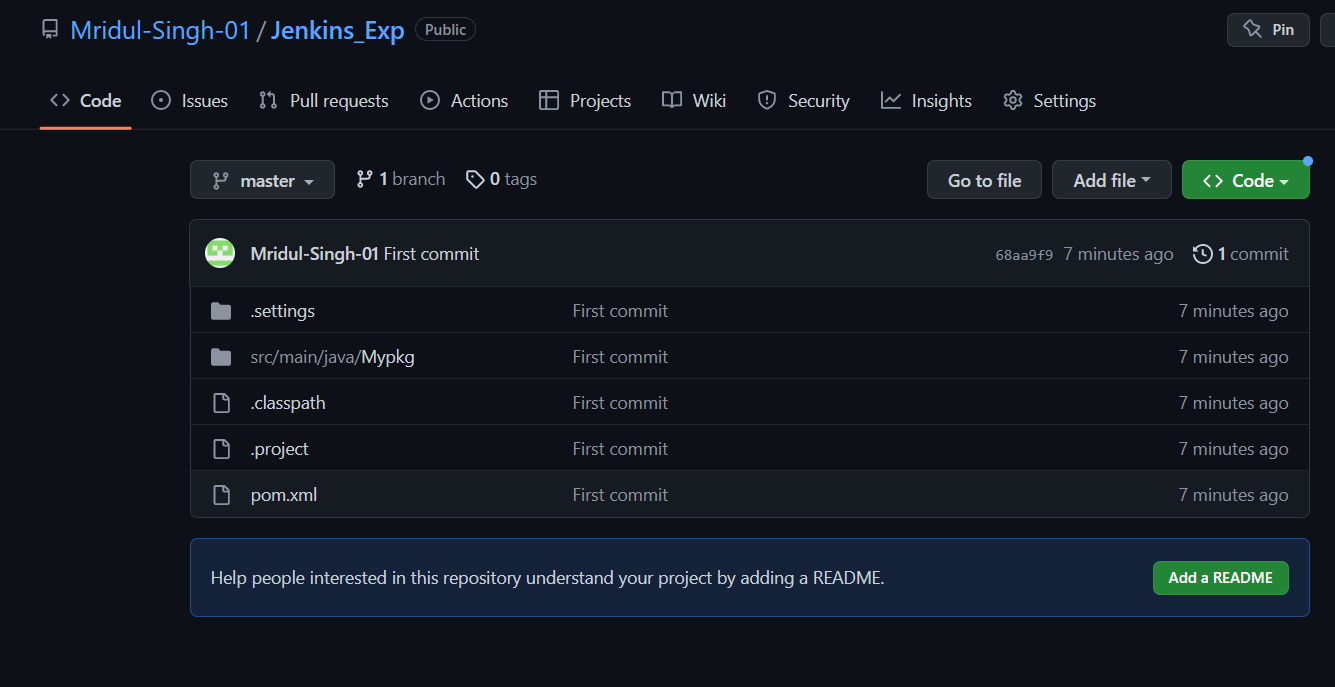 Mridul-Singh-01 / Jenkins_Exp Public Pin
Code Issues Pull requests Actions Projects Wiki Security Insights Settings
master 1 branch 0 tags Go to file Add file Code
Mridul-Singh-01 First commit 68aa9f9 7 minutes ago 1 commit
.settings First commit 7 minutes ago
src/main/java/Mypkg First commit 7 minutes ago
.classpath First commit 7 minutes ago
.project First commit 7 minutes ago
pom.xml First commit 7 minutes ago
Help people interested in this repository understand your project by adding a README. Add a README